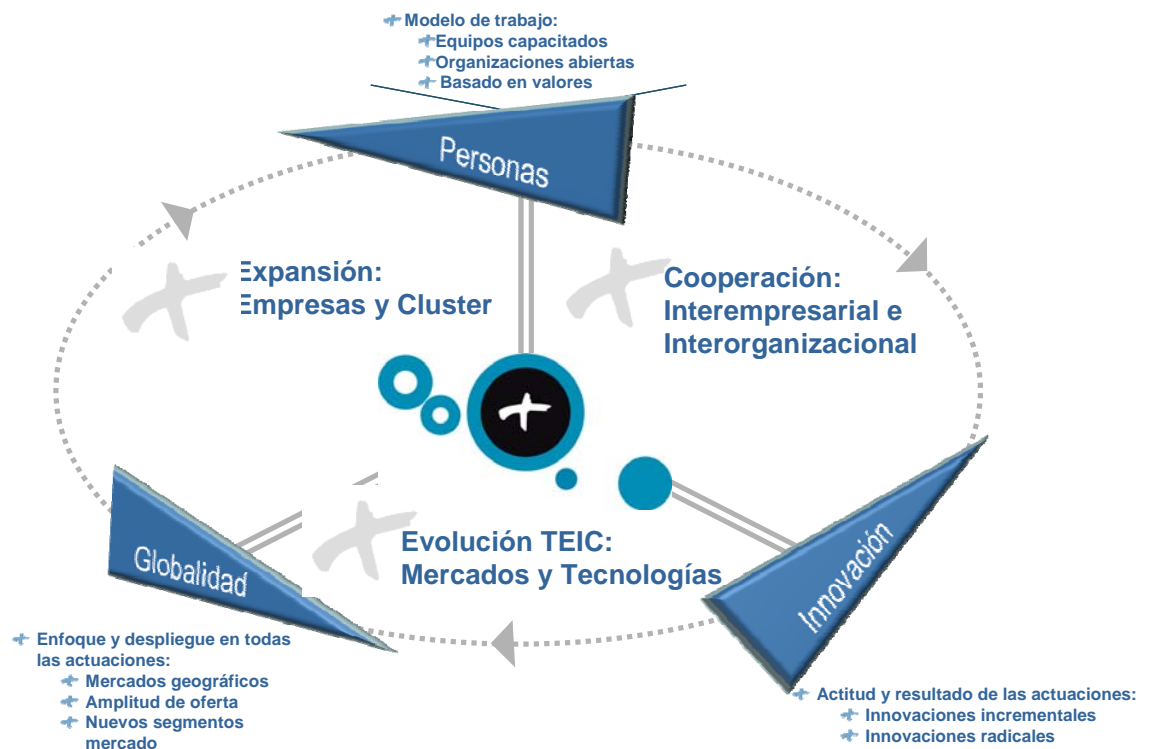 Modelo de trabajo:
Equipos capacitados
Organizaciones abiertas
Basado en valores
Personas
Expansión:
Empresas y Cluster
Cooperación:
Interempresarial e
Interorganizacional
Evolución TEIC:
Mercados y Tecnologías
Globalidad
Innovación
Enfoque y despliegue en todas
las actuaciones:
Mercados geográficos
Amplitud de oferta
Nuevos segmentos
mercado
Actitud y resultado de las actuaciones:
Innovaciones incrementales
Innovaciones radicales